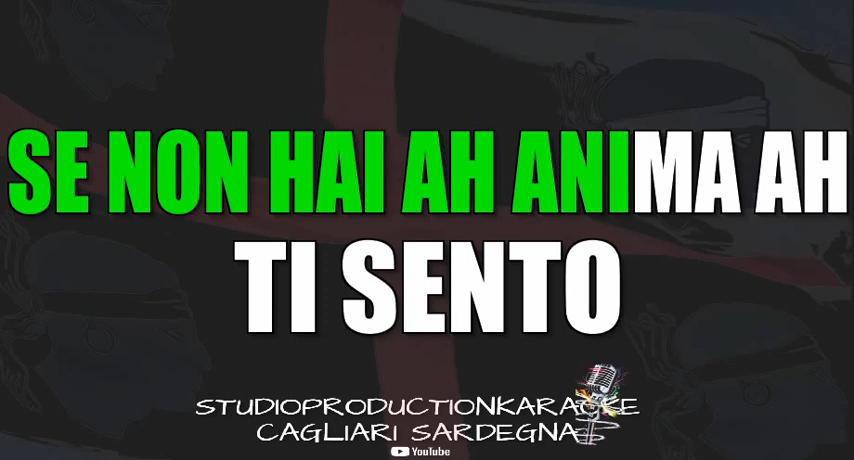 SE NON HAI AH ANIMA AH
TI SENTO
STUDIOPRODUCTIONKARAOKE
CAGLIARI SARDEGNA
YouTube